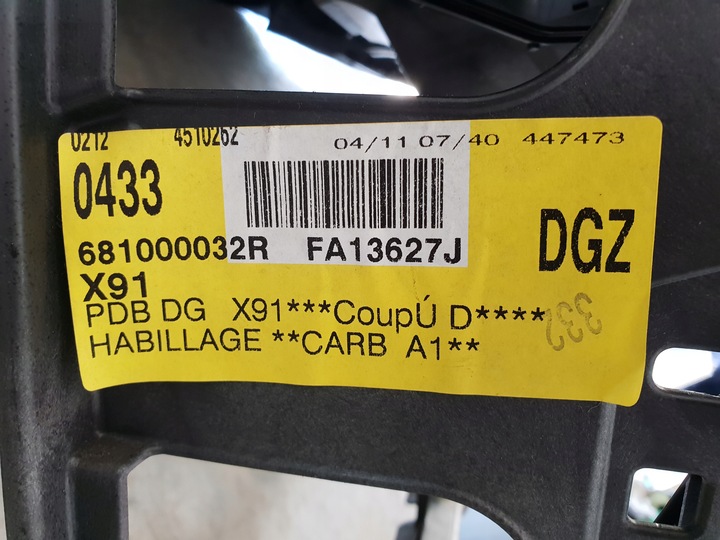 0212 4510262 04/11 07/40 447473
0433
681000032R FA13627J DGZ
X91
PDB DG X91***CoupÚ D****
HABILLAGE **CARB A1**
332